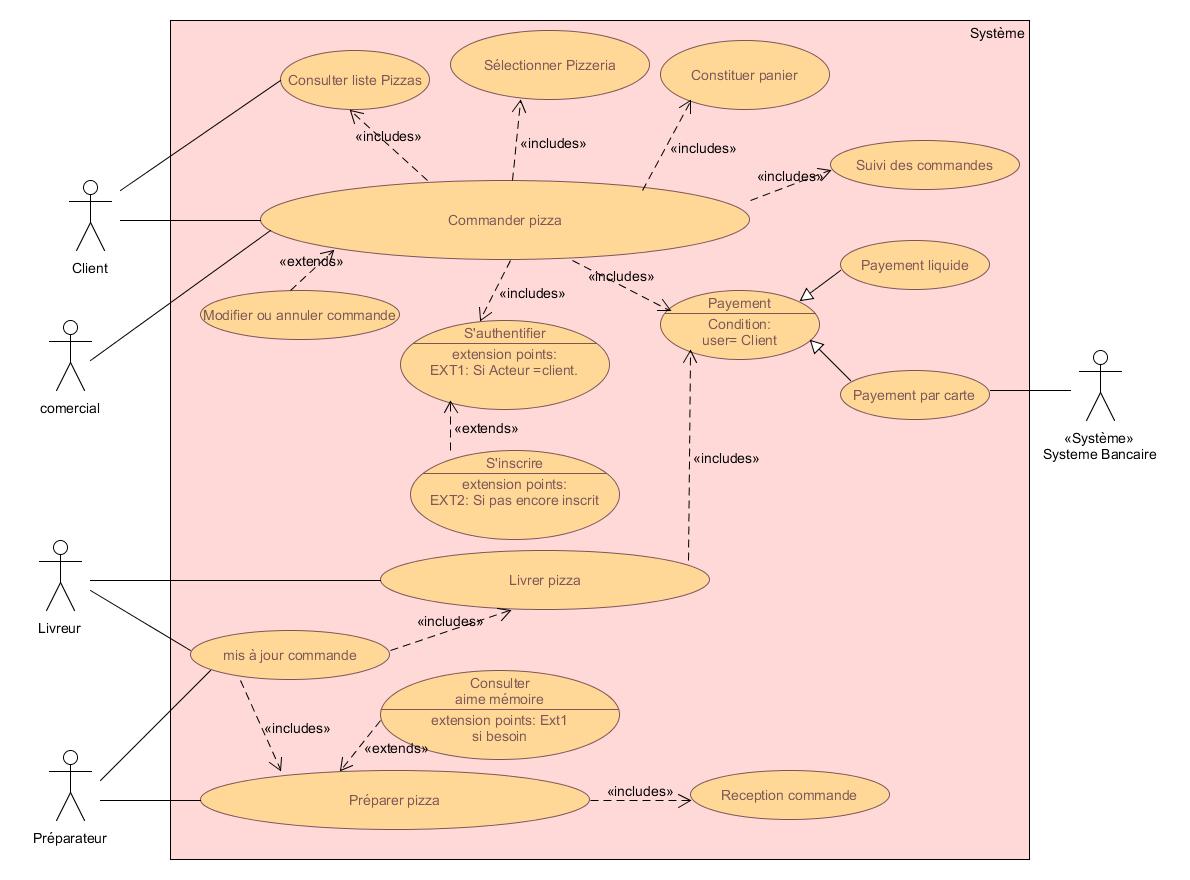 Système
Consulter liste Pizzas
Sélectionner Pizzeria
Constituer panier
«includes»
«includes»
«includes»
Suivi des commandes
«includes»
Commander pizza
Client
«extends»
Modifier ou annuler commande
«includes»
«includes»
Payement liquide
Payement
Condition:
user= Client
S'authentifier
extension points:
EXT1: Si Acteur =client.
Payement par carte
comercial
«Système»
Systeme Bancaire
«extends»
«includes»
S'inscrire
extension points:
EXT2: Si pas encore inscrit
Livrer pizza
Livreur
«includes»
mis à jour commande
Consulter
aime mémoire
extension points: Ext1
si besoin
«includes»
«extends»
Préparer pizza
«includes»
Reception commande
Préparateur